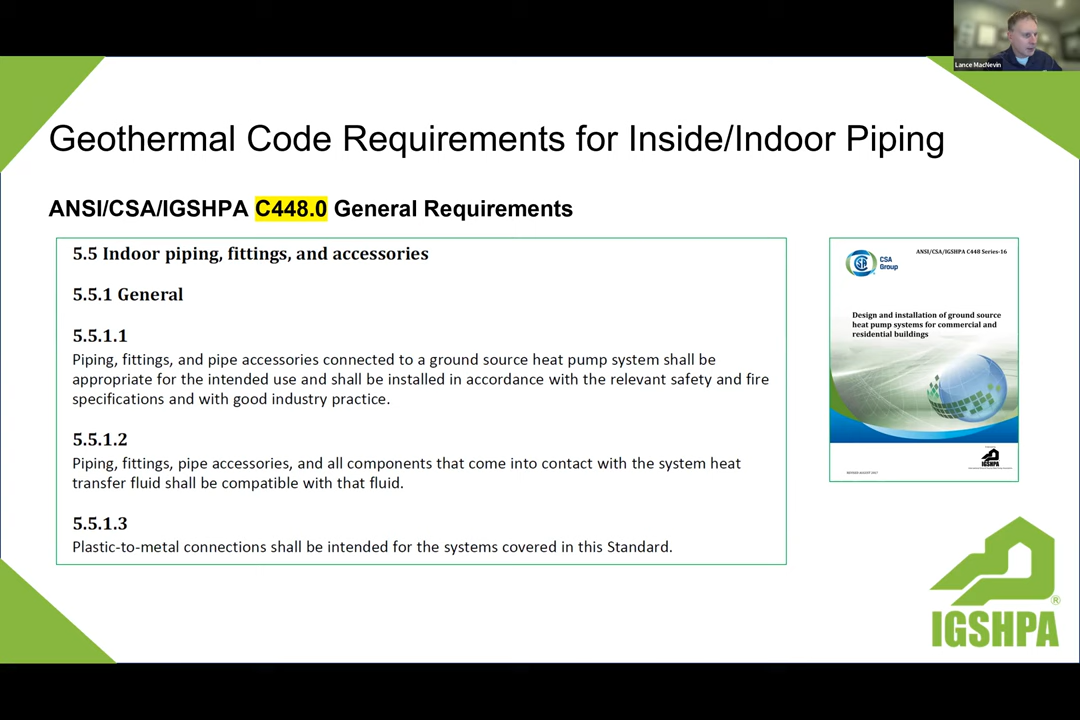 Lance MacNevin
Geothermal Code Requirements for Inside/Indoor Piping
ANSI/CSA/IGSHPA C448.0 General Requirements
5.5 Indoor piping, fittings, and accessories
5.5.1 General
5.5.1.1
Piping, fittings, and pipe accessories connected to a ground source heat pump system shall be
appropriate for the intended use and shall be installed in accordance with the relevant safety and fire
specifications and with good industry practice.
5.5.1.2
Piping, fittings, pipe accessories, and all components that come into contact with the system heat
transfer fluid shall be compatible with that fluid.
5.5.1.3
Plastic-to-metal connections shall be intended for the systems covered in this Standard.
ANSI/CSA/IGSHPA C448 Series-16
CSA
Group
Design and installation of ground source
heat pump systems for commercial and
residential buildings
IGSHPA
REVISED AUGUST 2017
IGSHPA®